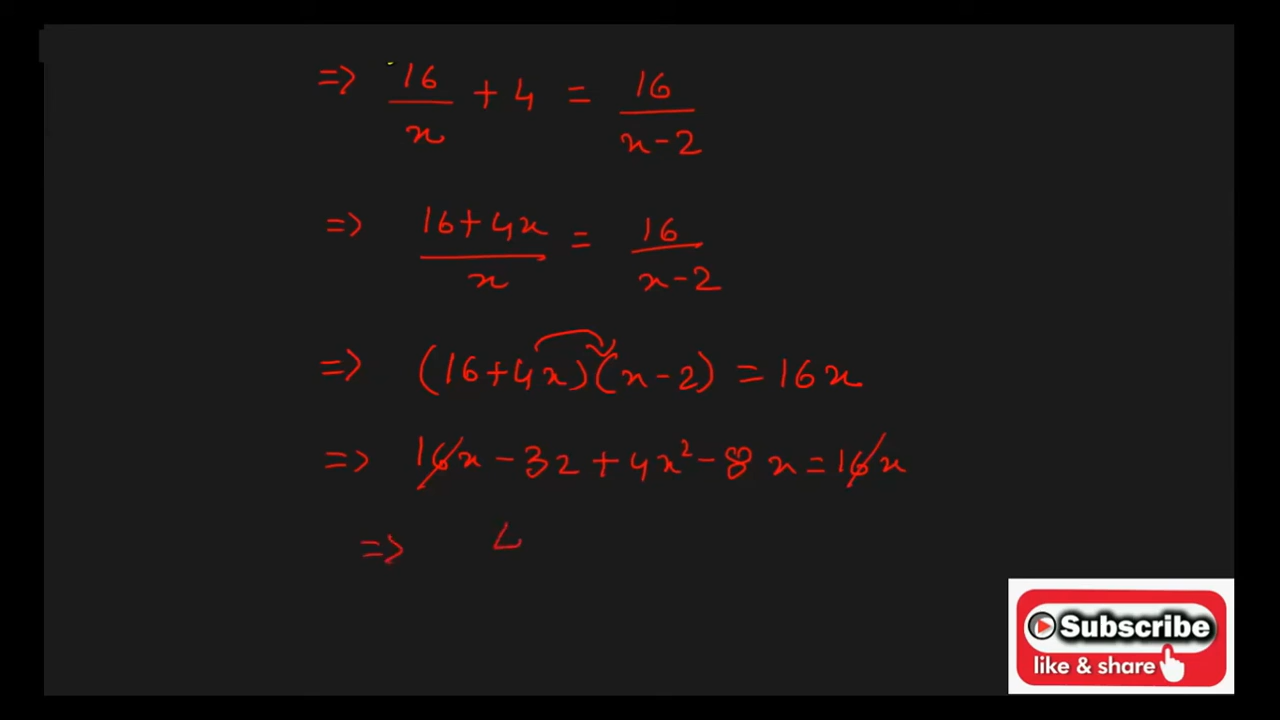 => 16/x + 4 = 16/(x-2)
=> (16+4x)/x = 16/(x-2)
=> (16+4x)(x-2) = 16x
=> 16x - 32 + 4x² - 8x = 16x
=> 4
Subscribe
like & share